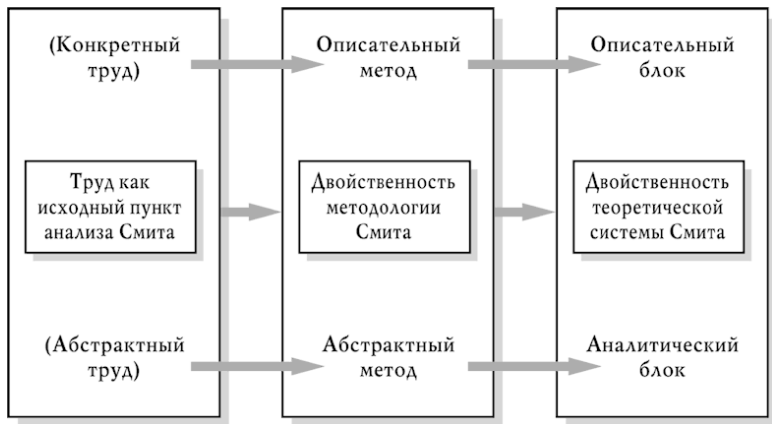 (Конкретный
труд)
Описательный
метод
Описательный
блок
Труд как
исходный пункт
анализа Смита
Двойственность
методологии
Смита
Двойственность
теоретической
системы Смита
(Абстрактный
труд)
Абстрактный
метод
Аналитический
блок